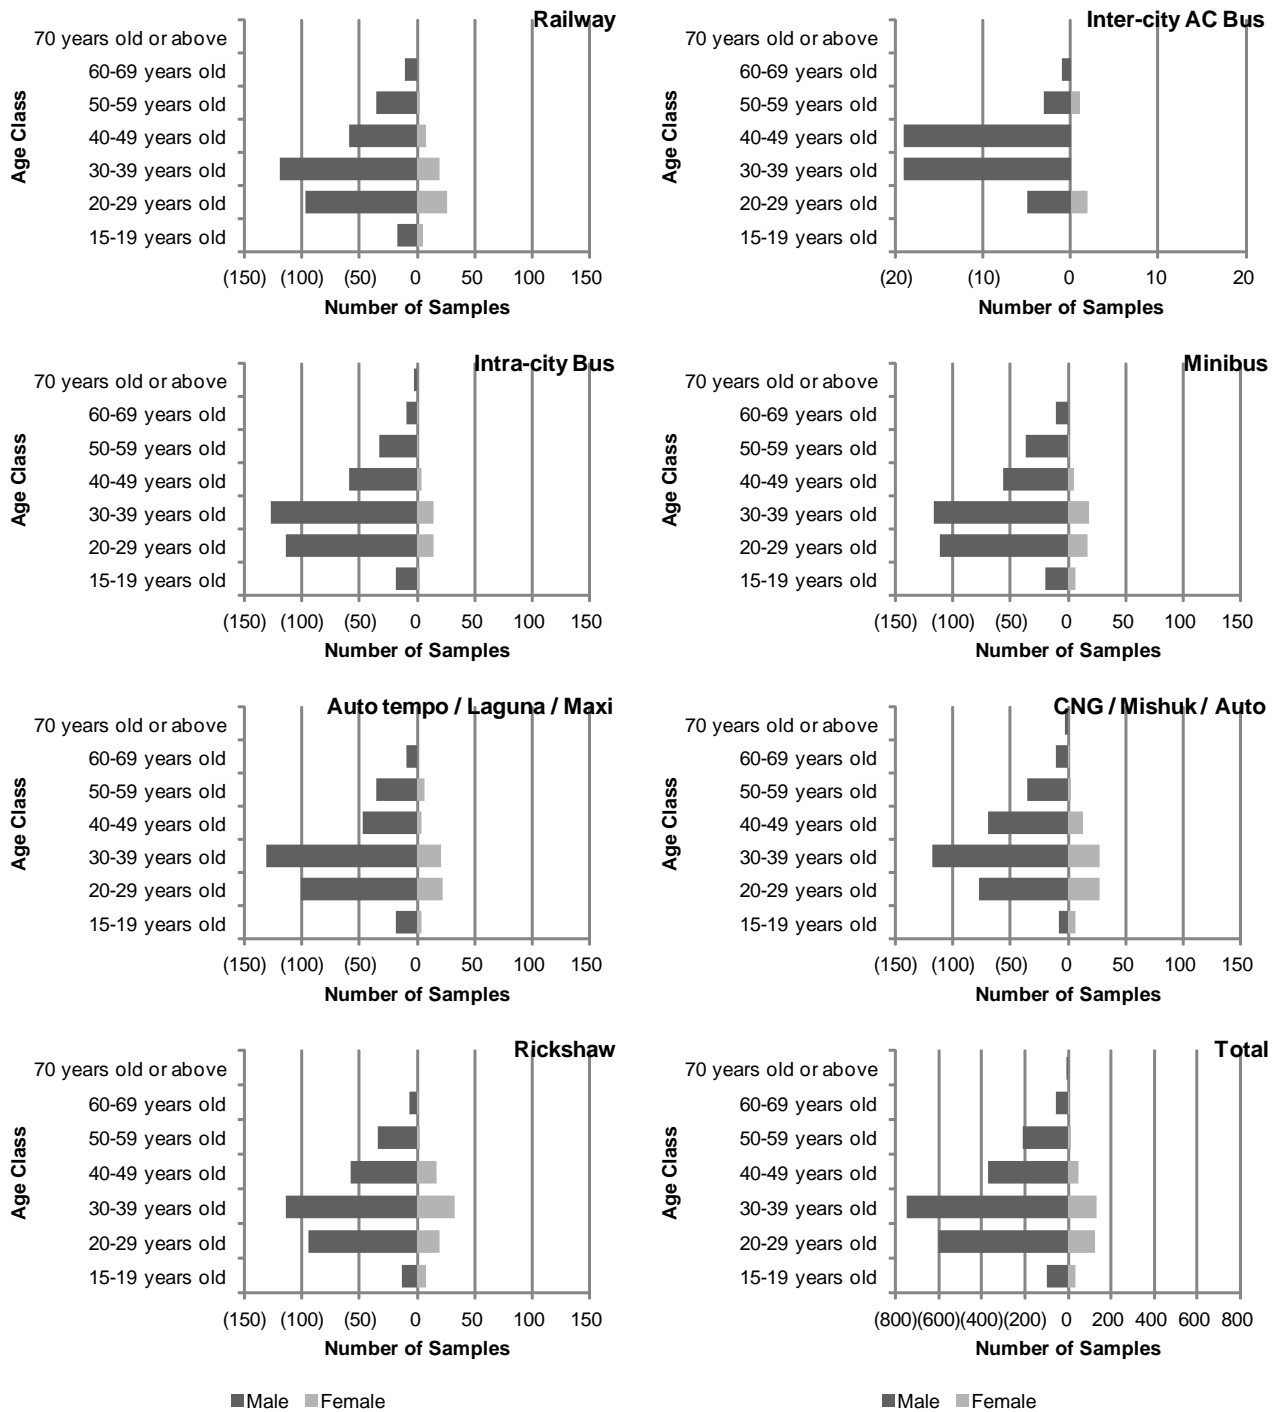 Railway
Age Class
70 years old or above
60-69 years old
50-59 years old
40-49 years old
30-39 years old
20-29 years old
15-19 years old
(150) (100) (50) 0 50 100 150
Number of Samples
Inter-city AC Bus
Age Class
70 years old or above
60-69 years old
50-59 years old
40-49 years old
30-39 years old
20-29 years old
15-19 years old
(20) (10) 0 10 20
Number of Samples
Intra-city Bus
Age Class
70 years old or above
60-69 years old
50-59 years old
40-49 years old
30-39 years old
20-29 years old
15-19 years old
(150) (100) (50) 0 50 100 150
Number of Samples
Minibus
Age Class
70 years old or above
60-69 years old
50-59 years old
40-49 years old
30-39 years old
20-29 years old
15-19 years old
(150) (100) (50) 0 50 100 150
Number of Samples
Auto tempo / Laguna / Maxi
Age Class
70 years old or above
60-69 years old
50-59 years old
40-49 years old
30-39 years old
20-29 years old
15-19 years old
(150) (100) (50) 0 50 100 150
Number of Samples
CNG / Mishuk / Auto
Age Class
70 years old or above
60-69 years old
50-59 years old
40-49 years old
30-39 years old
20-29 years old
15-19 years old
(150) (100) (50) 0 50 100 150
Number of Samples
Rickshaw
Age Class
70 years old or above
60-69 years old
50-59 years old
40-49 years old
30-39 years old
20-29 years old
15-19 years old
(150) (100) (50) 0 50 100 150
Number of Samples
Male Female
Total
Age Class
70 years old or above
60-69 years old
50-59 years old
40-49 years old
30-39 years old
20-29 years old
15-19 years old
(800)(600)(400)(200) 0 200 400 600 800
Number of Samples
Male Female